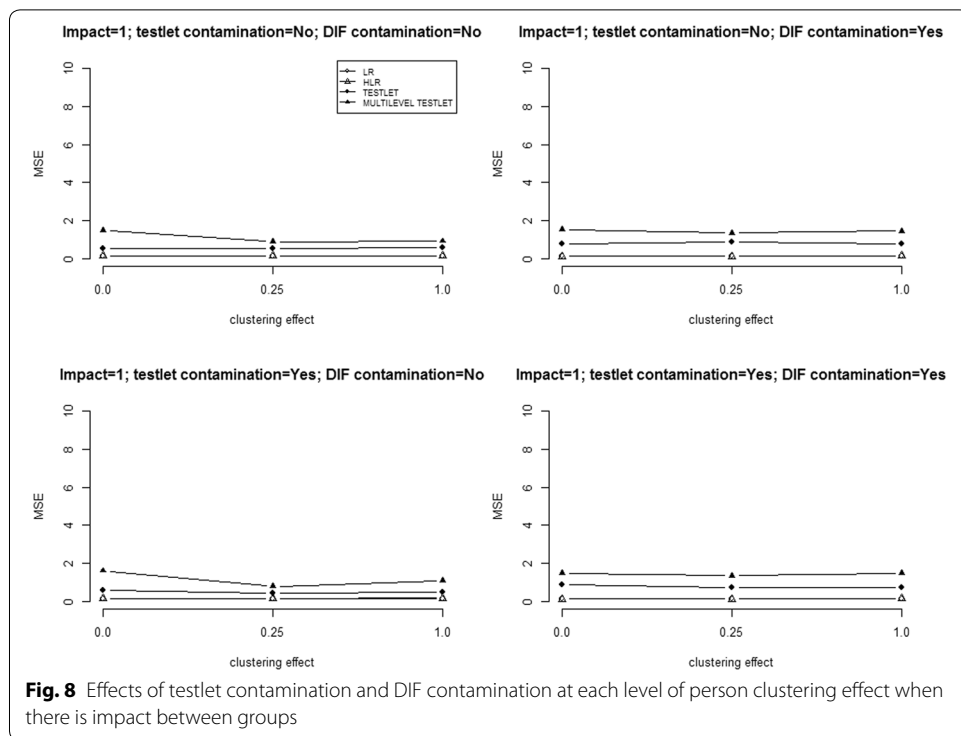 Impact=1; testlet contamination=No; DIF contamination=No
10
8
6
4
2
0
MSE
LR
HLR
TESTLET
MULTILEVEL TESTLET
0.0 0.25 1.0
clustering effect
Impact=1; testlet contamination=No; DIF contamination=Yes
10
8
6
4
2
0
MSE
0.0 0.25 1.0
clustering effect
Impact=1; testlet contamination=Yes; DIF contamination=No
10
8
6
4
2
0
MSE
0.0 0.25 1.0
clustering effect
Impact=1; testlet contamination=Yes; DIF contamination=Yes
10
8
6
4
2
0
MSE
0.0 0.25 1.0
clustering effect
Fig. 8 Effects of testlet contamination and DIF contamination at each level of person clustering effect when
there is impact between groups